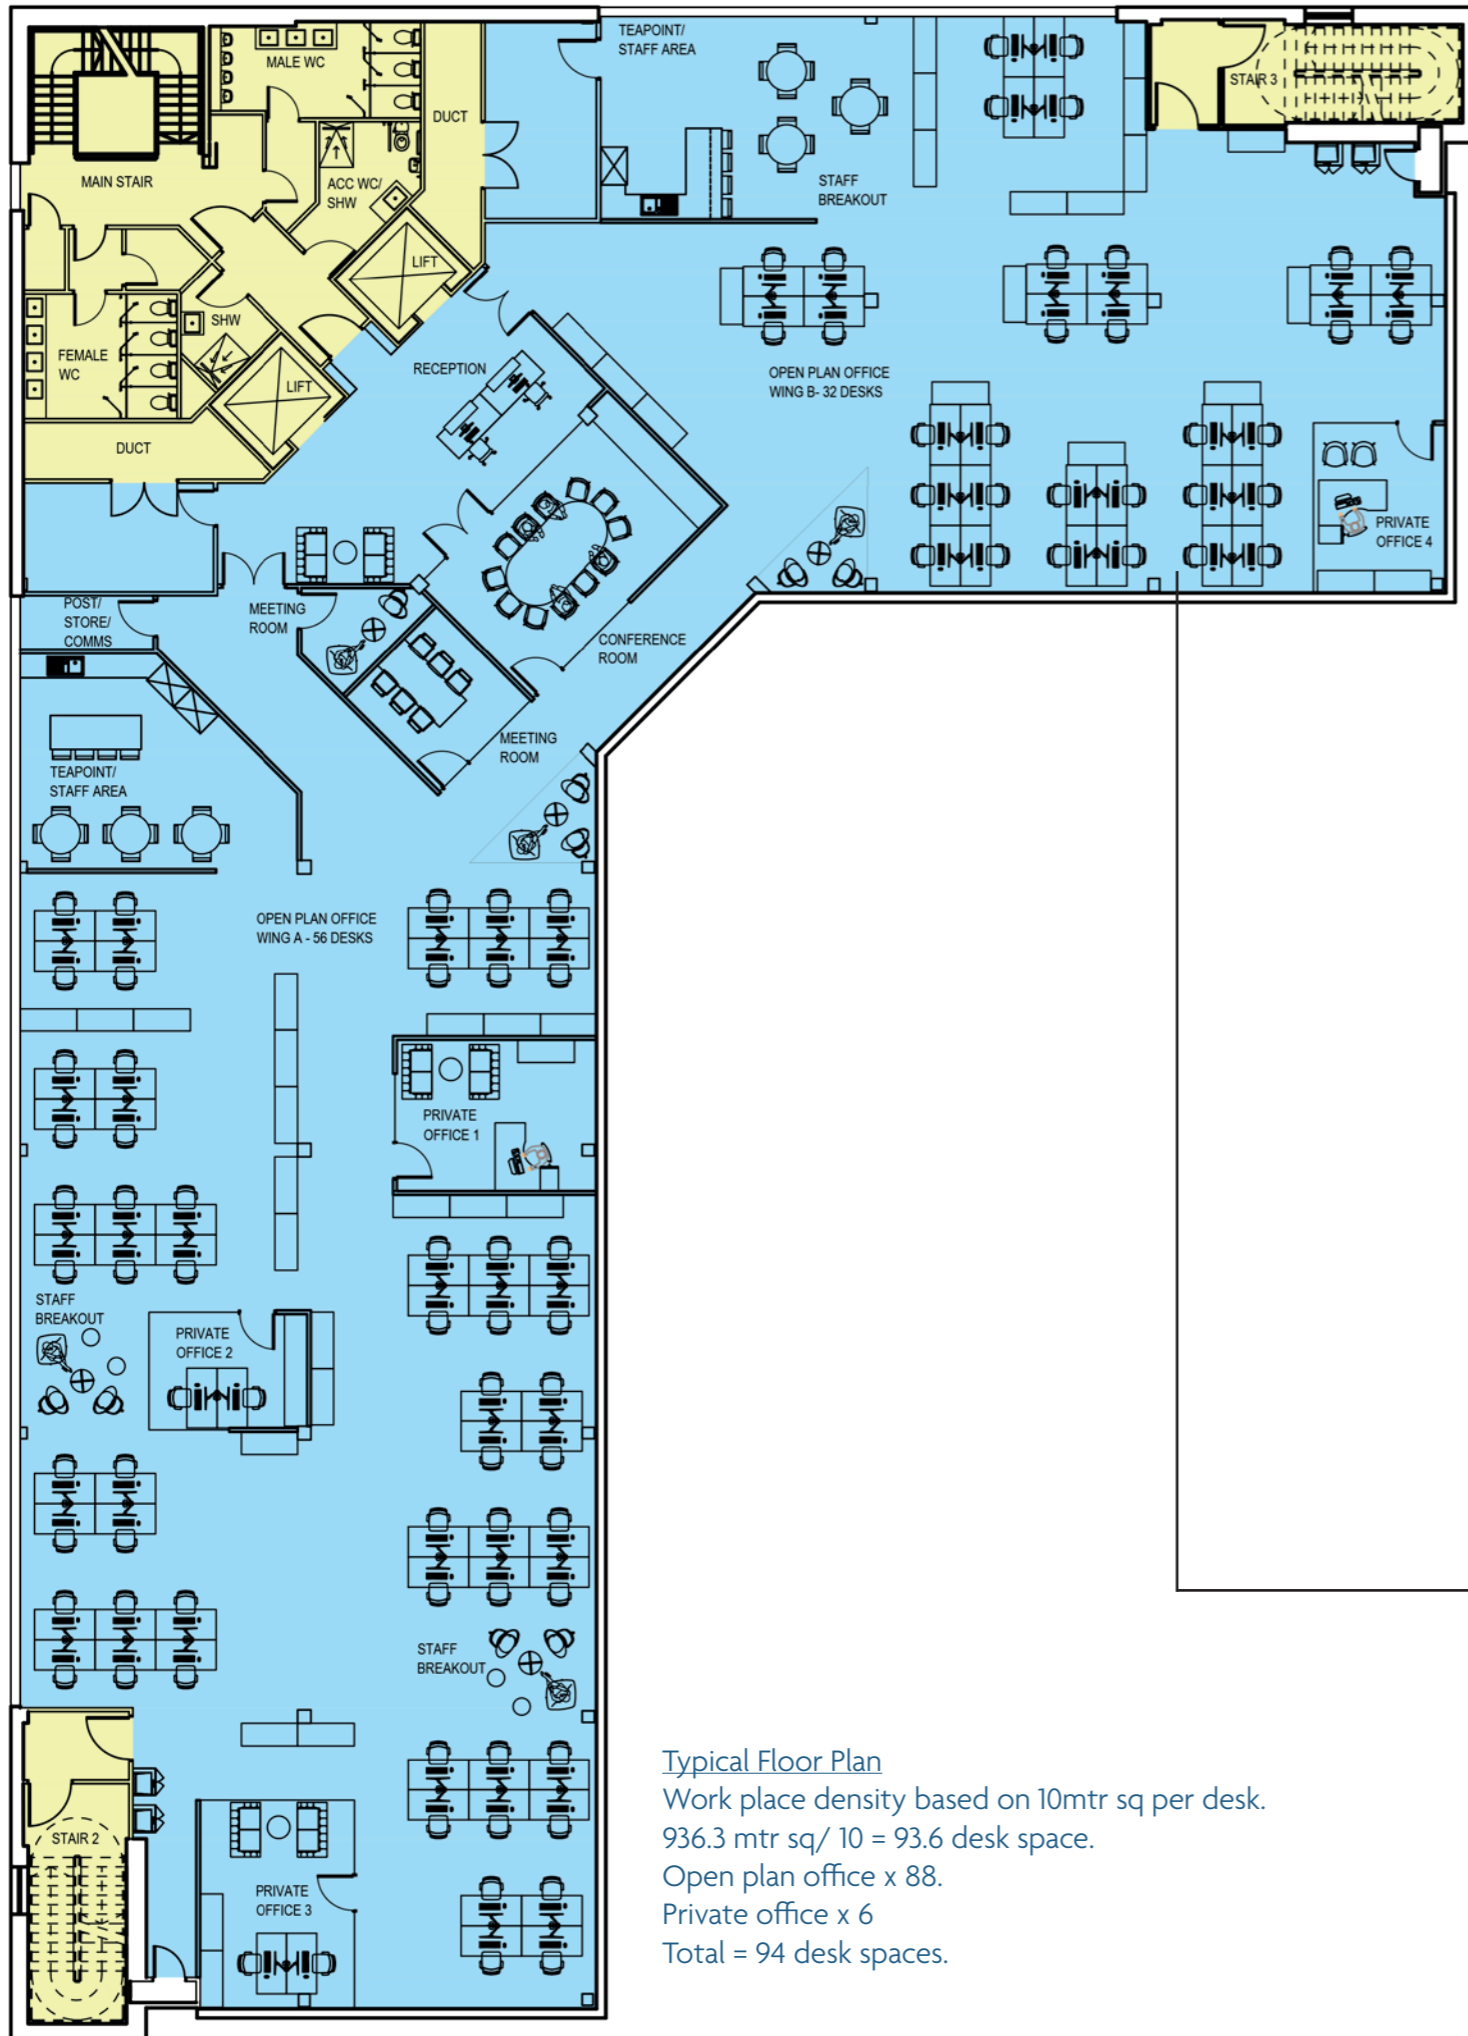 MALE WC
TEAPOINT/
STAFF AREA
STAIR 3
DUCT
MAIN STAIR
ACC WC/
SHW
STAFF
BREAKOUT
LIFT
SHW
FEMALE
WC
LIFT
RECEPTION
OPEN PLAN OFFICE
WING B- 32 DESKS
DUCT
PRIVATE
OFFICE 4
POST/
STORE/
COMMS
MEETING
ROOM
CONFERENCE
ROOM
MEETING
ROOM
TEAPOINT/
STAFF AREA
OPEN PLAN OFFICE
WING A - 56 DESKS
PRIVATE
OFFICE 1
STAFF
BREAKOUT
PRIVATE
OFFICE 2
STAFF
BREAKOUT
STAIR 2
PRIVATE
OFFICE 3
Typical Floor Plan
Work place density based on 10mtr sq per desk.
936.3 mtr sq/ 10 = 93.6 desk space.
Open plan office x 88.
Private office x 6
Total = 94 desk spaces.